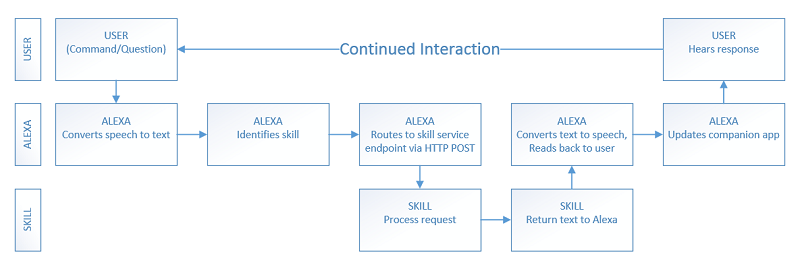 USER
USER
(Command/Question)
Continued Interaction
USER
Hears response
ALEXA
ALEXA
Converts speech to text
ALEXA
Identifies skill
ALEXA
Routes to skill service
endpoint via HTTP POST
ALEXA
Converts text to speech,
Reads back to user
ALEXA
Updates companion app
SKILL
SKILL
Process request
SKILL
Return text to Alexa